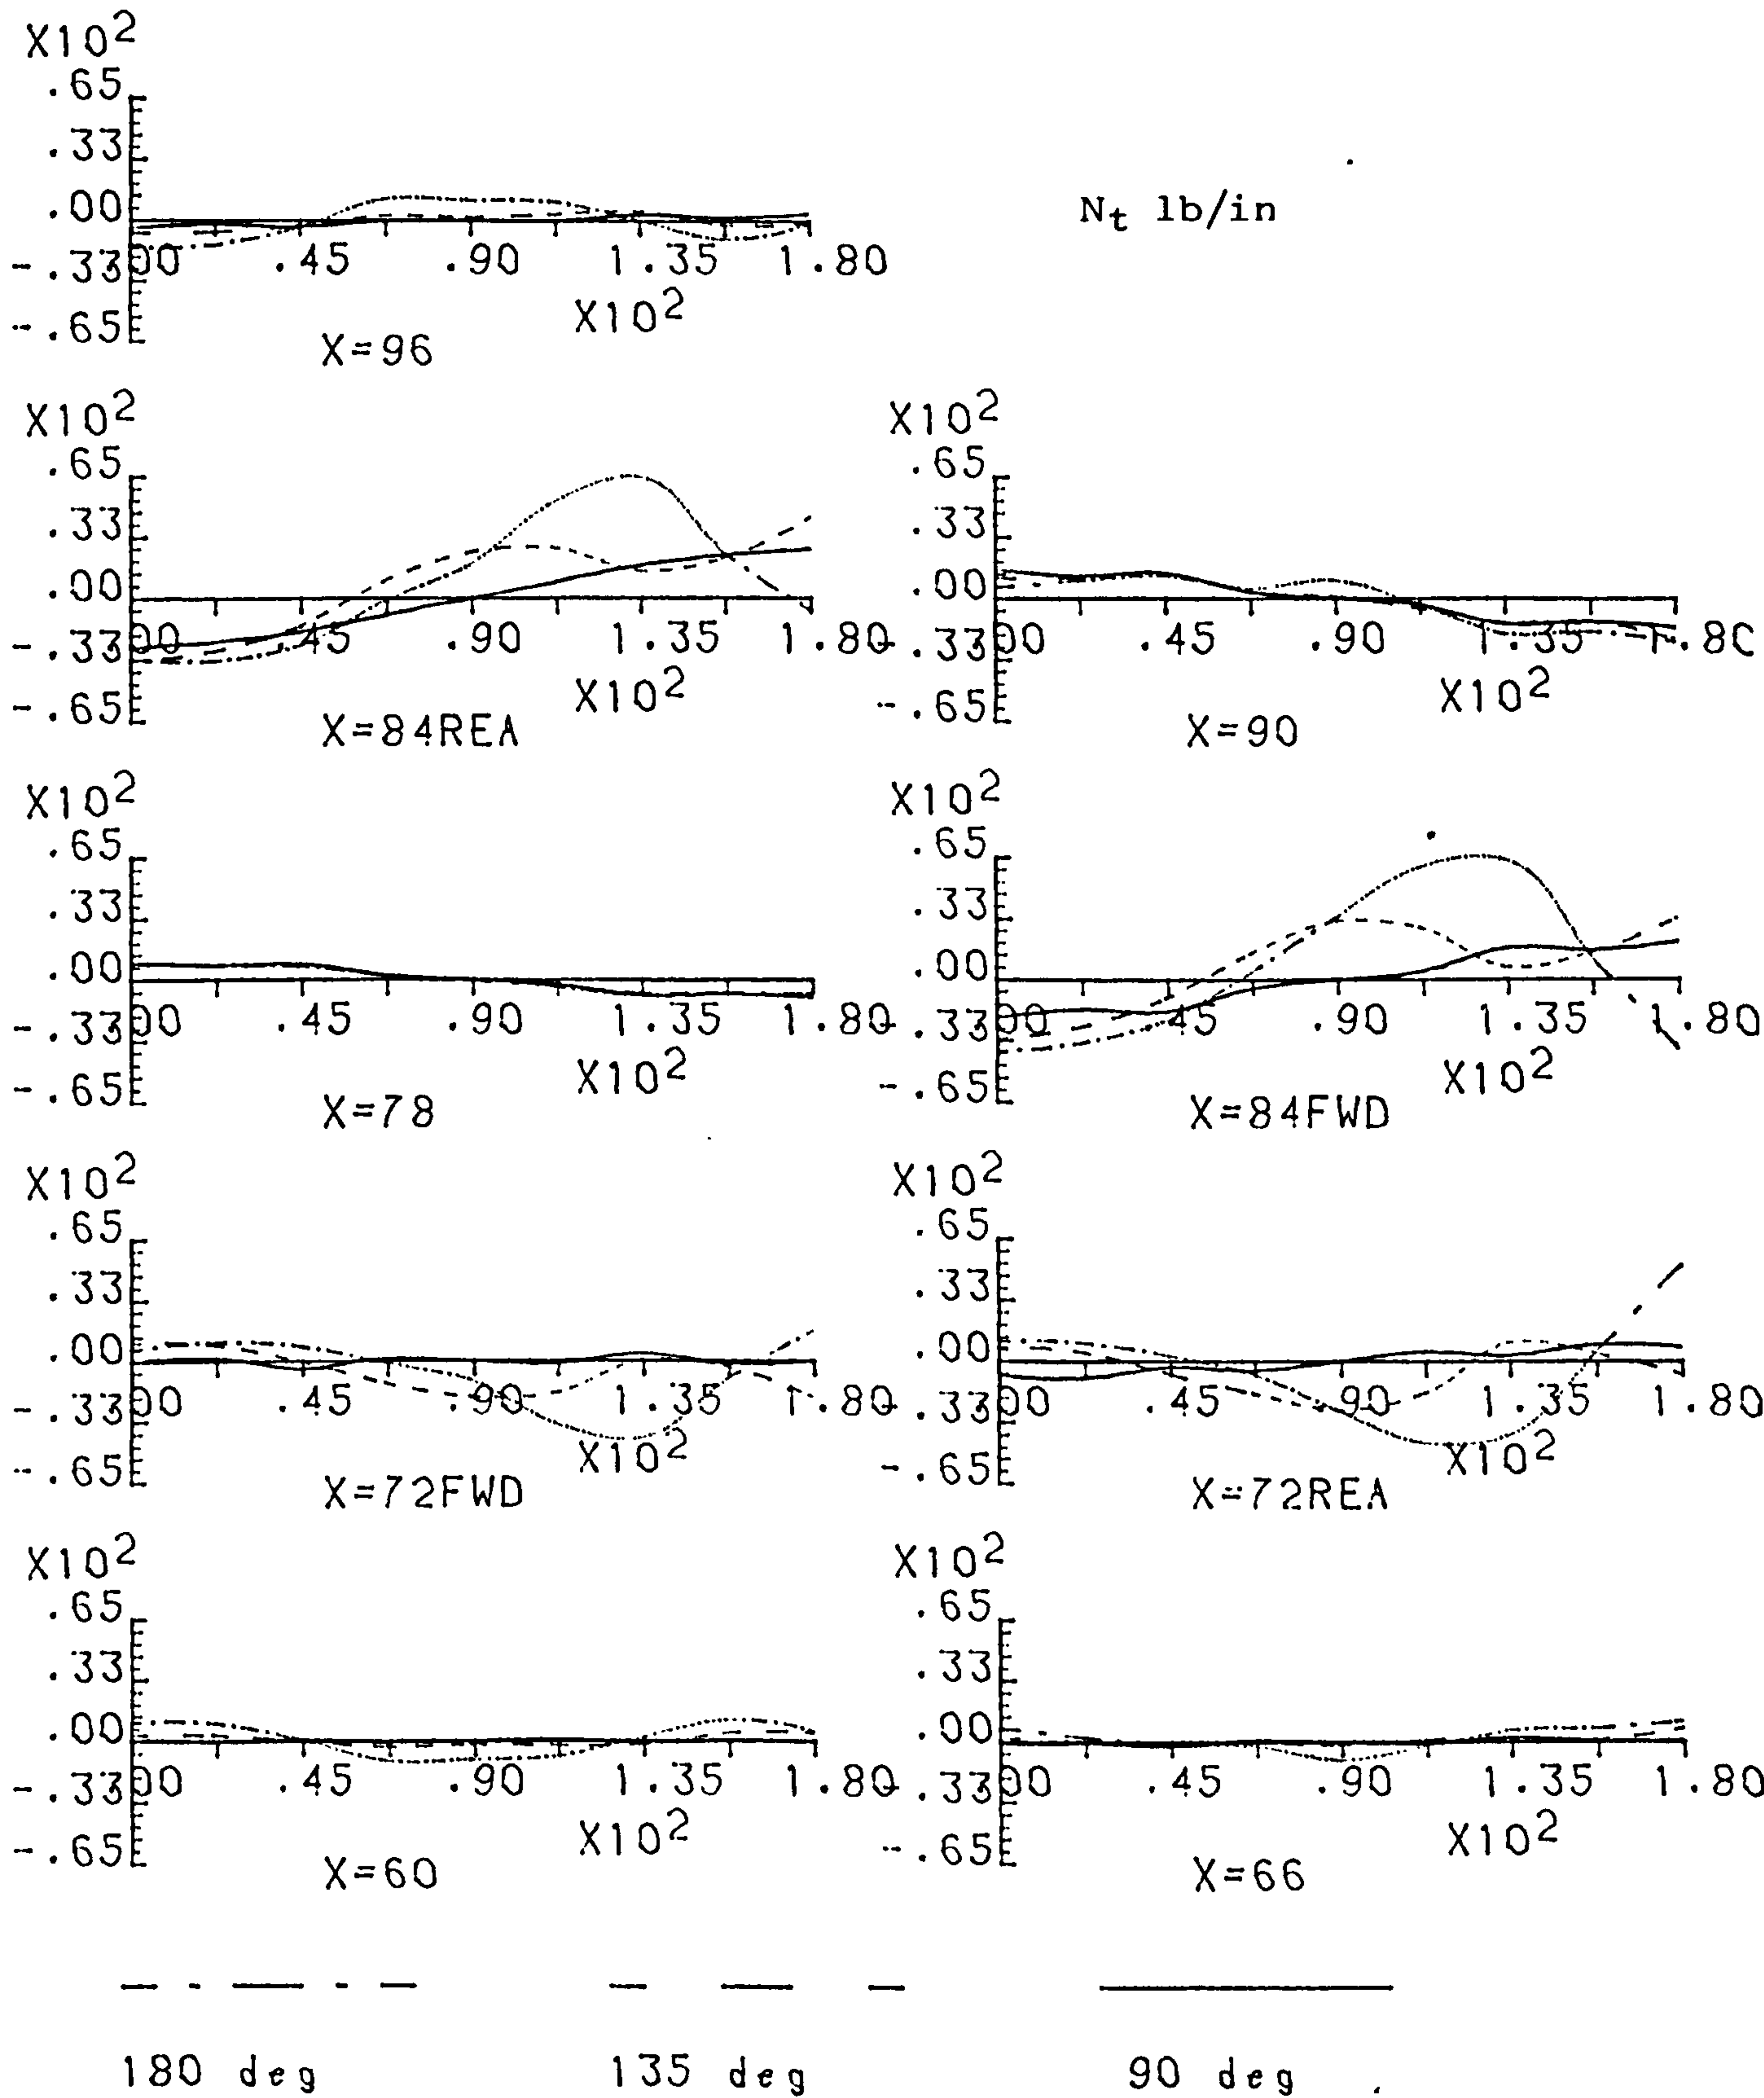 X10²
.65
.33
.00
-.33
-.65
.00 .45 .90 1.35 1.80
X10²
X=96
Nt lb/in
X10²
.65
.33
.00
-.33
-.65
.00 .45 .90 1.35 1.80
X10²
X=84REA
X10²
.65
.33
.00
-.33
-.65
.00 .45 .90 1.35 1.80
X10²
X=90
X10²
.65
.33
.00
-.33
-.65
.00 .45 .90 1.35 1.80
X10²
X=78
X10²
.65
.33
.00
-.33
-.65
.00 .45 .90 1.35 1.80
X10²
X=84FWD
X10²
.65
.33
.00
-.33
-.65
.00 .45 .90 1.35 1.80
X10²
X=72FWD
X10²
.65
.33
.00
-.33
-.65
.00 .45 .90 1.35 1.80
X10²
X=72REA
X10²
.65
.33
.00
-.33
-.65
.00 .45 .90 1.35 1.80
X10²
X=60
X10²
.65
.33
.00
-.33
-.65
.00 .45 .90 1.35 1.80
X10²
X=66
180 deg 135 deg 90 deg